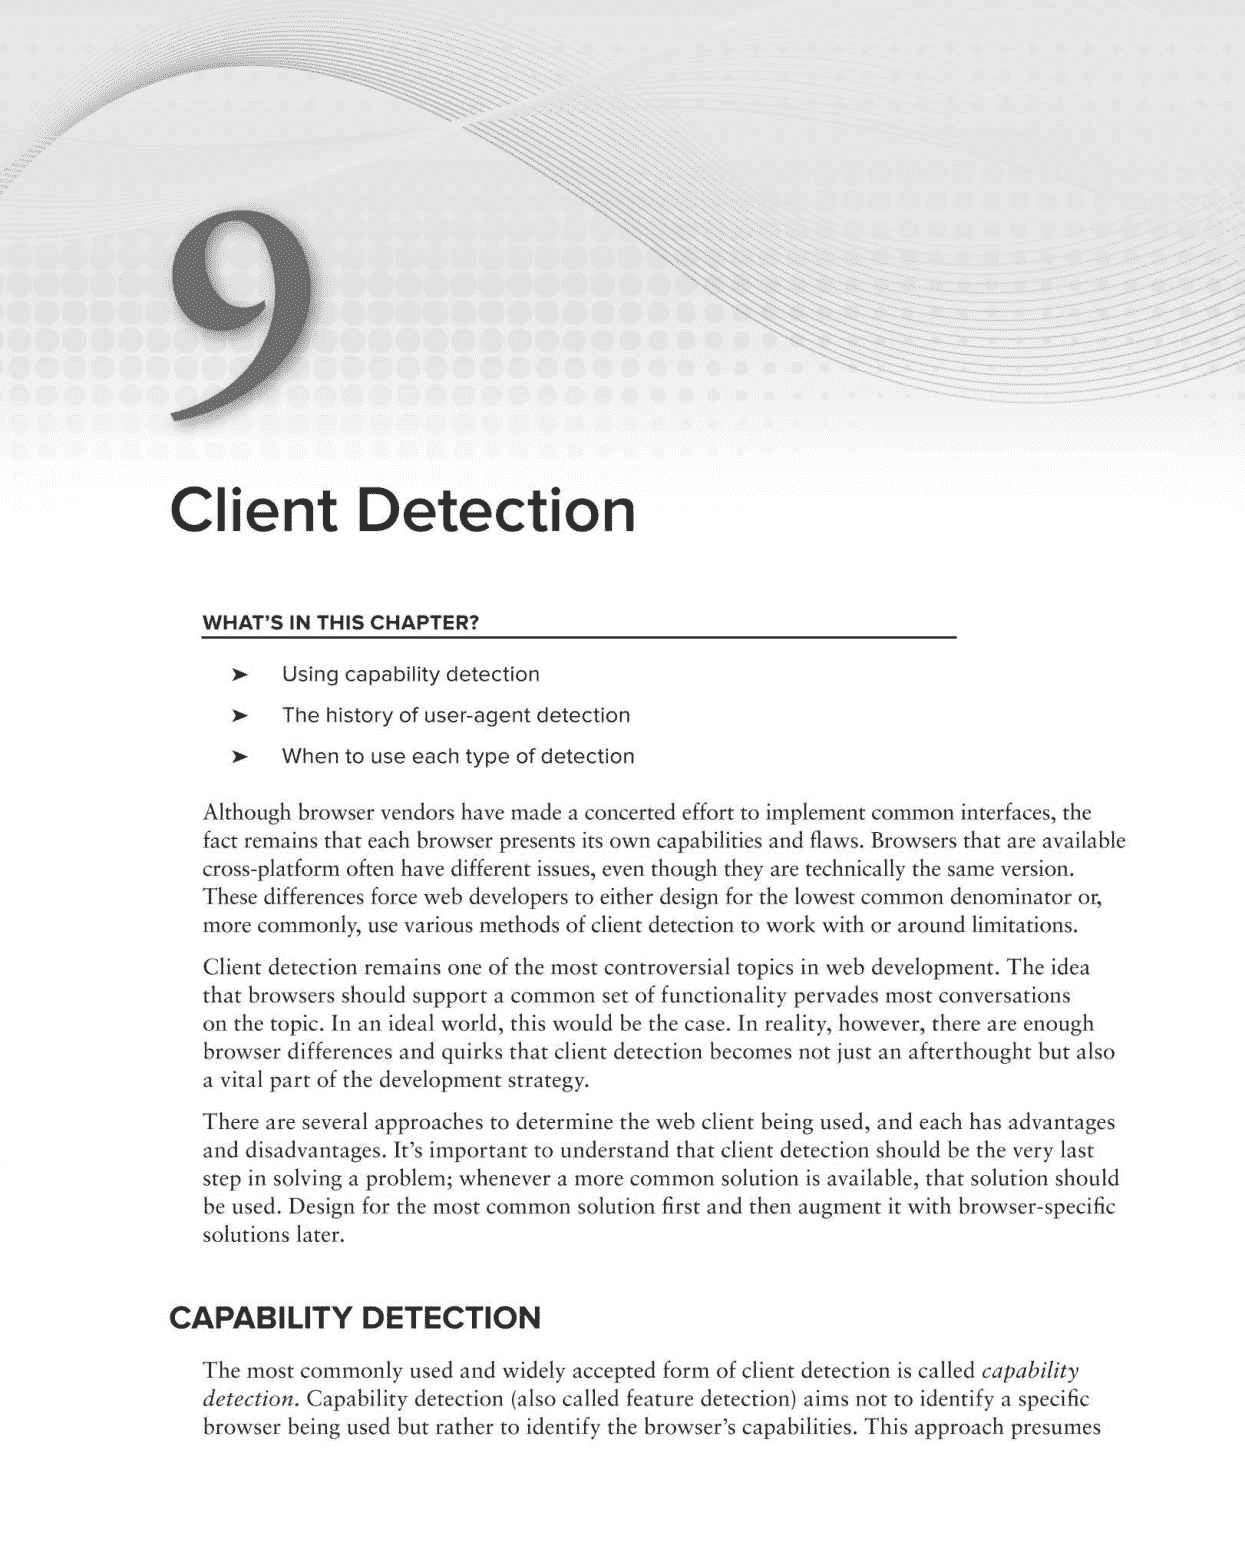 9
Client Detection
WHAT'S IN THIS CHAPTER?
➤ Using capability detection
➤ The history of user-agent detection
➤ When to use each type of detection
Although browser vendors have made a concerted effort to implement common interfaces, the
fact remains that each browser presents its own capabilities and flaws. Browsers that are available
cross-platform often have different issues, even though they are technically the same version.
These differences force web developers to either design for the lowest common denominator or,
more commonly, use various methods of client detection to work with or around limitations.
Client detection remains one of the most controversial topics in web development. The idea
that browsers should support a common set of functionality pervades most conversations
on the topic. In an ideal world, this would be the case. In reality, however, there are enough
browser differences and quirks that client detection becomes not just an afterthought but also
a vital part of the development strategy.
There are several approaches to determine the web client being used, and each has advantages
and disadvantages. It's important to understand that client detection should be the very last
step in solving a problem; whenever a more common solution is available, that solution should
be used. Design for the most common solution first and then augment it with browser-specific
solutions later.
CAPABILITY DETECTION
The most commonly used and widely accepted form of client detection is called capability
detection. Capability detection (also called feature detection) aims not to identify a specific
browser being used but rather to identify the browser's capabilities. This approach presumes